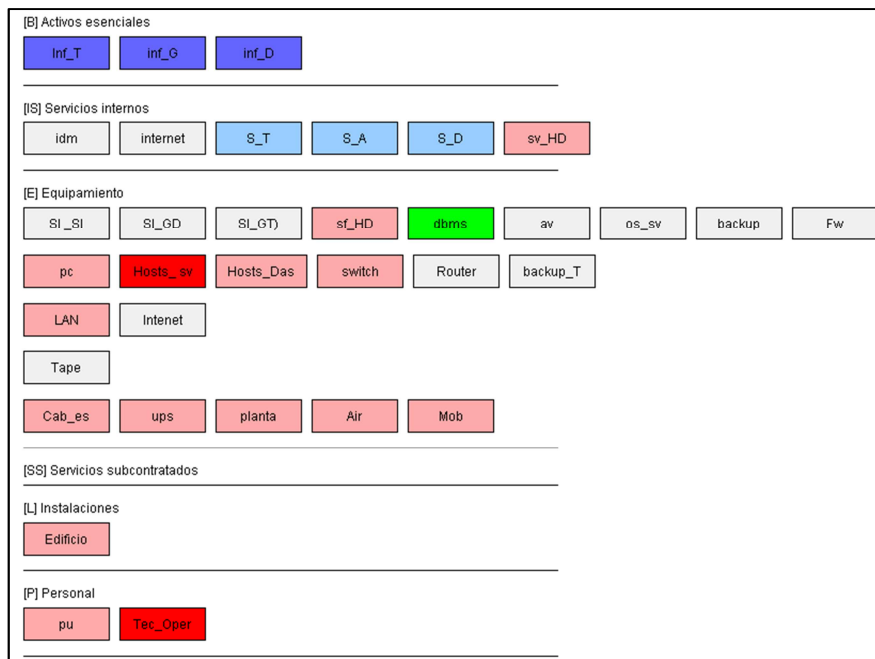 [B] Activos esenciales
Inf_T inf_G inf_D
[IS] Servicios internos
idm internet S_T S_A S_D sv_HD
[E] Equipamiento
SI_SI SI_GD SI_GT) sf_HD dbms av os_sv backup Fw
pc Hosts_sv Hosts_Das switch Router backup_T
LAN Intenet
Tape
Cab_es ups planta Air Mob
[SS] Servicios subcontratados
[L] Instalaciones
Edificio
[P] Personal
pu Tec_Oper